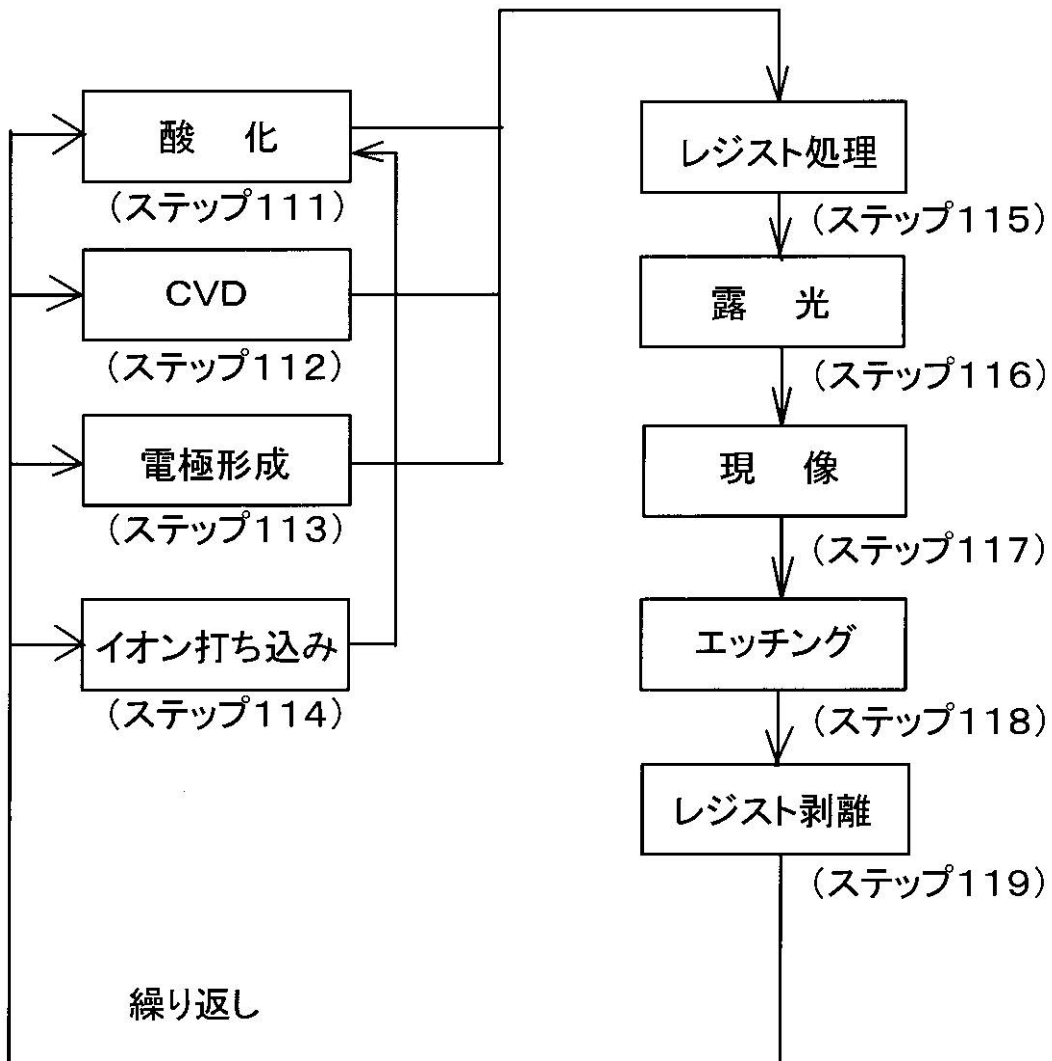 酸　化
（ステップ111）
CVD
（ステップ112）
電極形成
（ステップ113）
イオン打ち込み
（ステップ114）
レジスト処理
（ステップ115）
露　光
（ステップ116）
現　像
（ステップ117）
エッチング
（ステップ118）
レジスト剥離
（ステップ119）
繰り返し